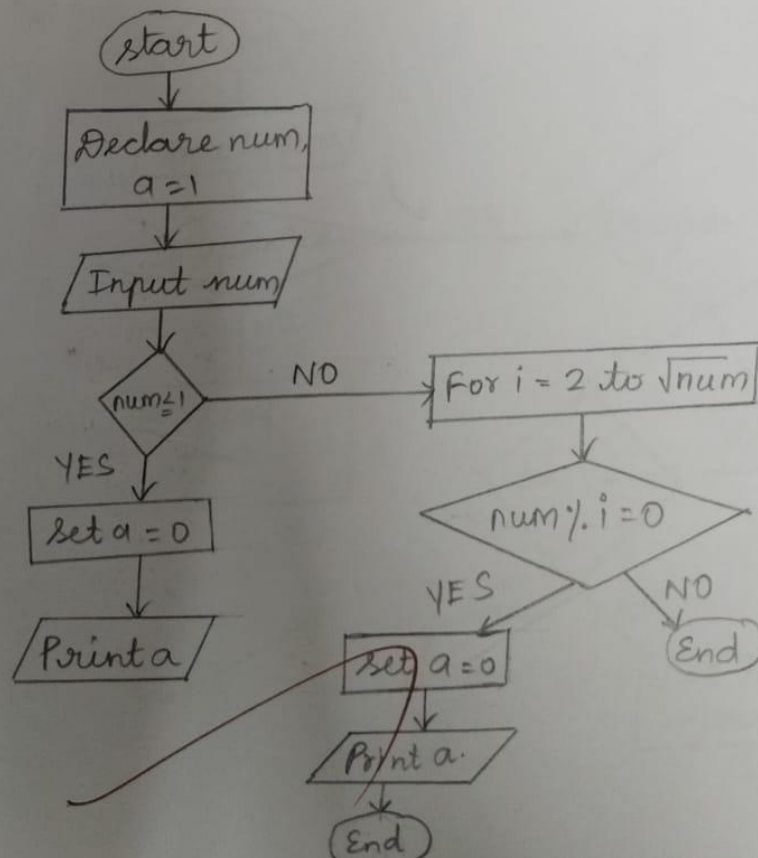 start
Declare num,
a = 1
Input num
num ≤ 1
NO
For i = 2 to √num
YES
num % i = 0
set a = 0
YES
NO
Print a
set a = 0
End
Print a.
End